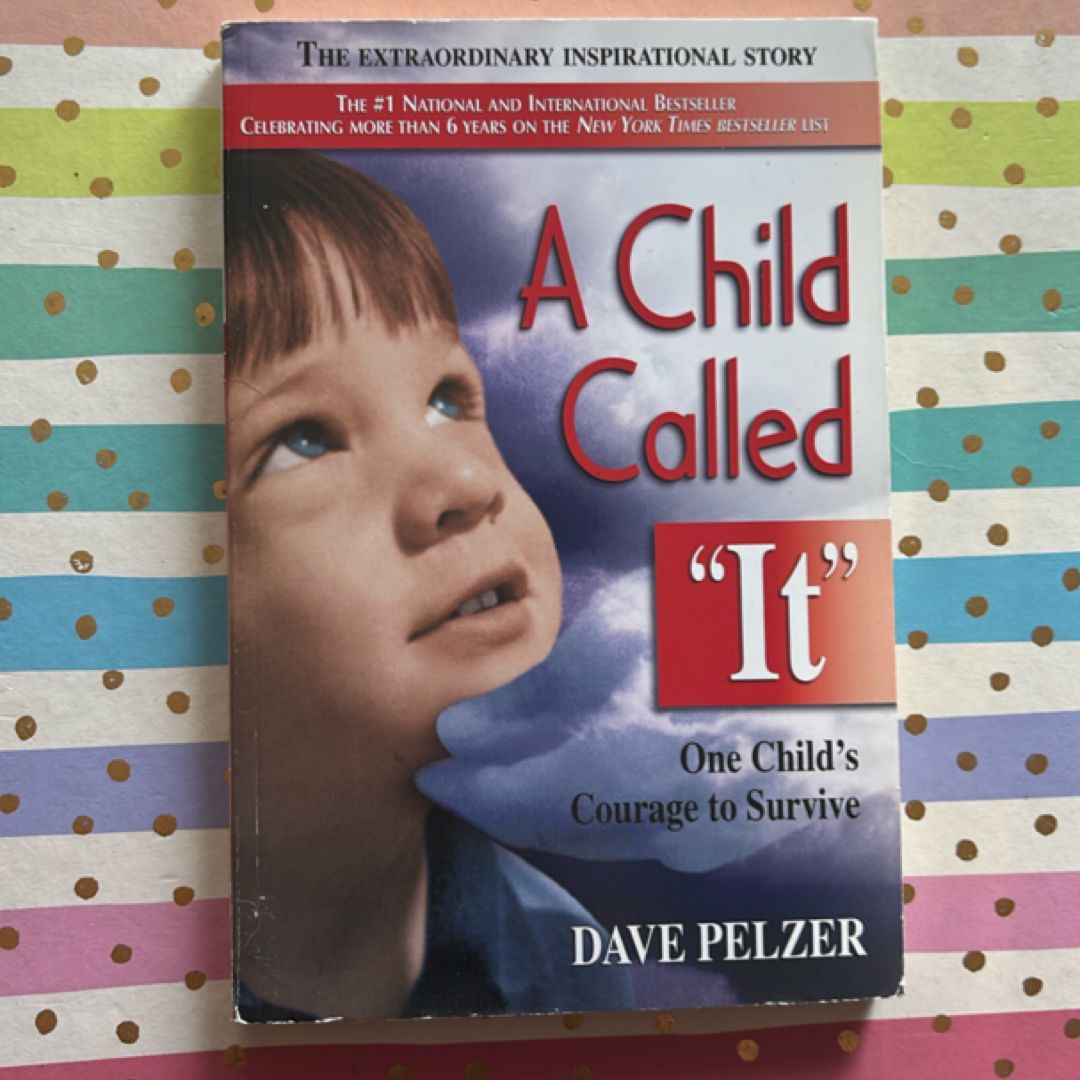 THE EXTRAORDINARY INSPIRATIONAL STORY
THE #1 NATIONAL AND INTERNATIONAL BESTSELLER
CELEBRATING MORE THAN 6 YEARS ON THE NEW YORK TIMES BESTSELLER LIST
A Child
Called
“It”
One Child’s
Courage to Survive
DAVE PELZER